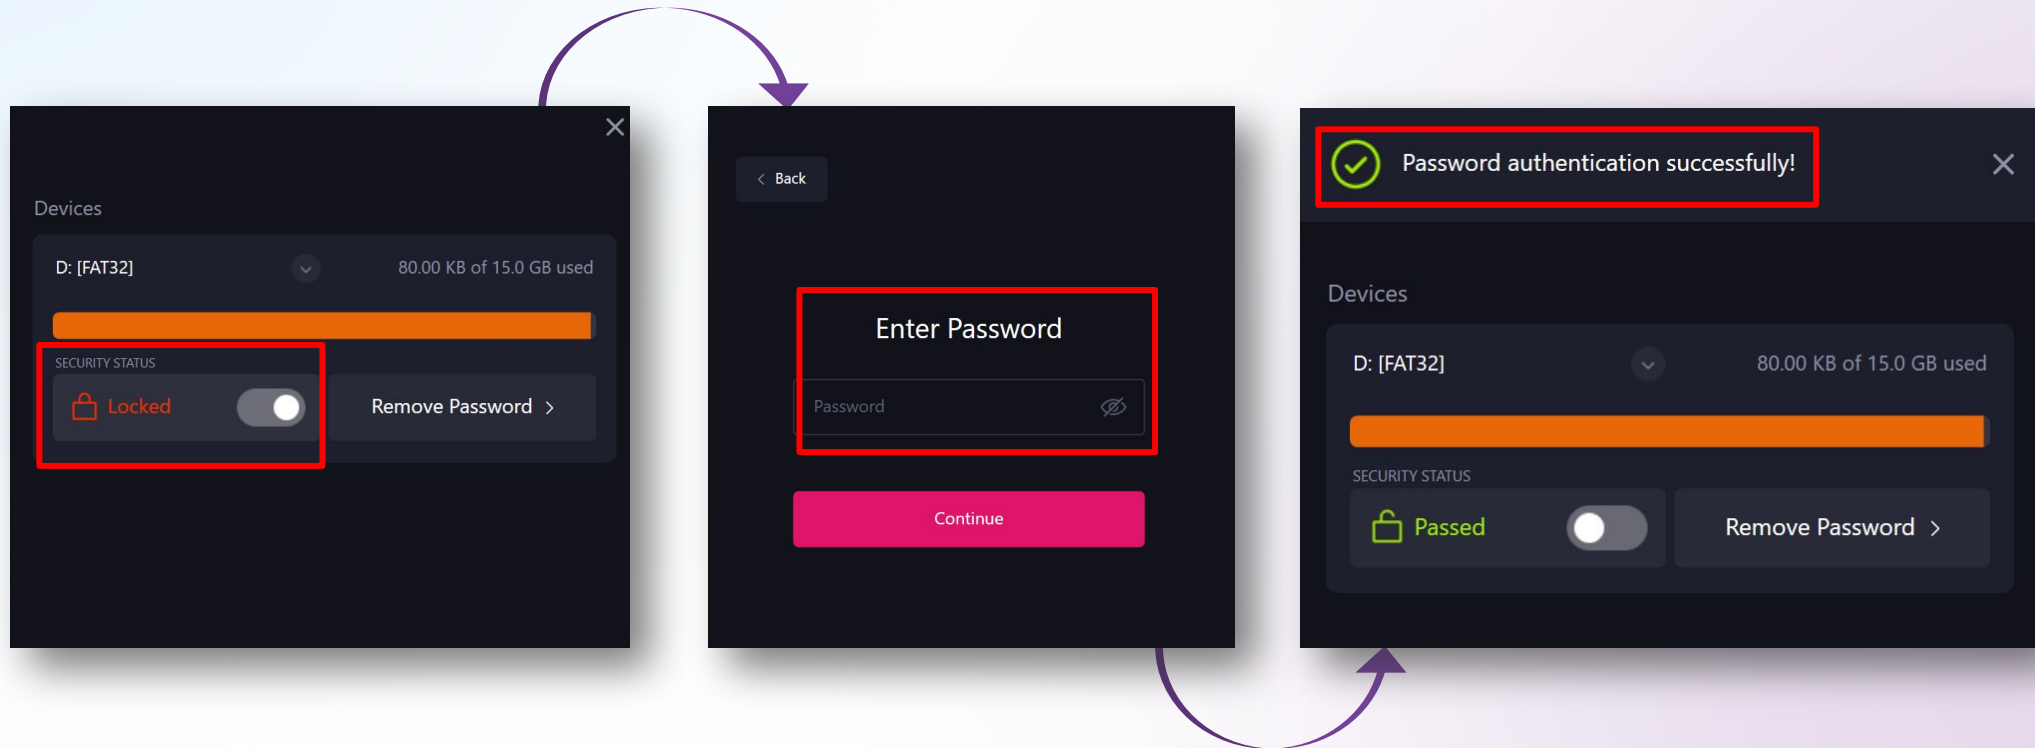 Devices
D: [FAT32]
80.00 KB of 15.0 GB used
SECURITY STATUS
Locked
Remove Password >
< Back
Enter Password
Password
Continue
Password authentication successfully!
Devices
D: [FAT32]
80.00 KB of 15.0 GB used
SECURITY STATUS
Passed
Remove Password >